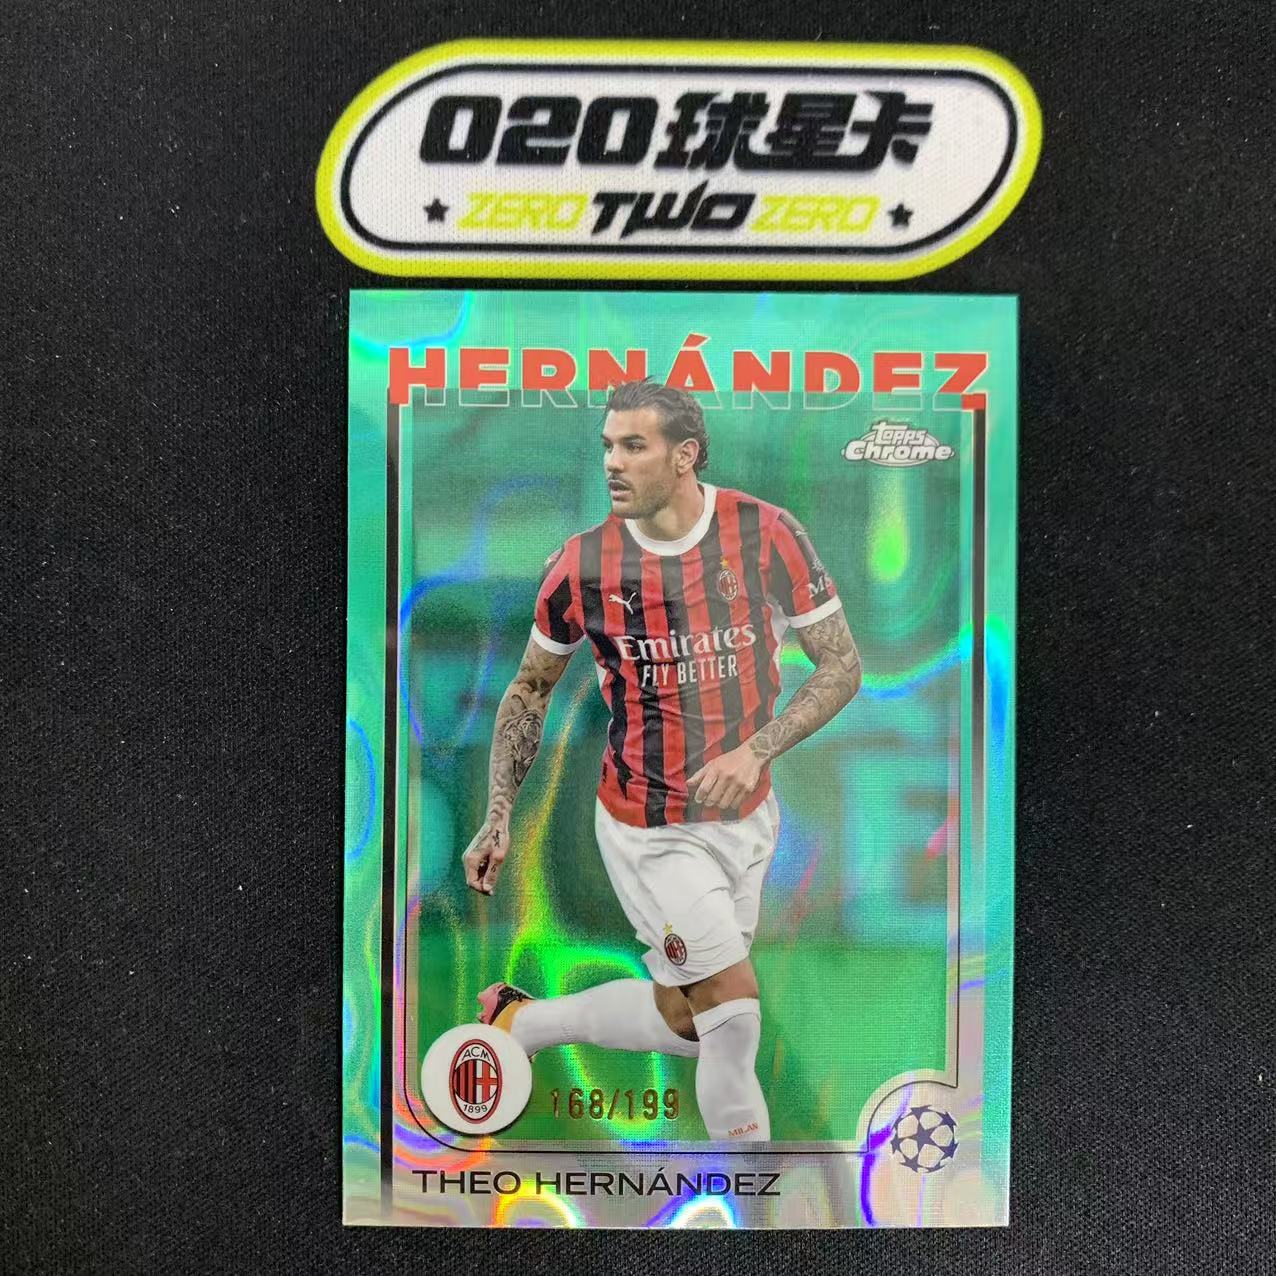 020球星卡
ZERO TWO ZERO
HERNÁNDEZ
Topps
Chrome
Emirates
FLY BETTER
ACM
1899
168/199
MILAN
THEO HERNÁNDEZ